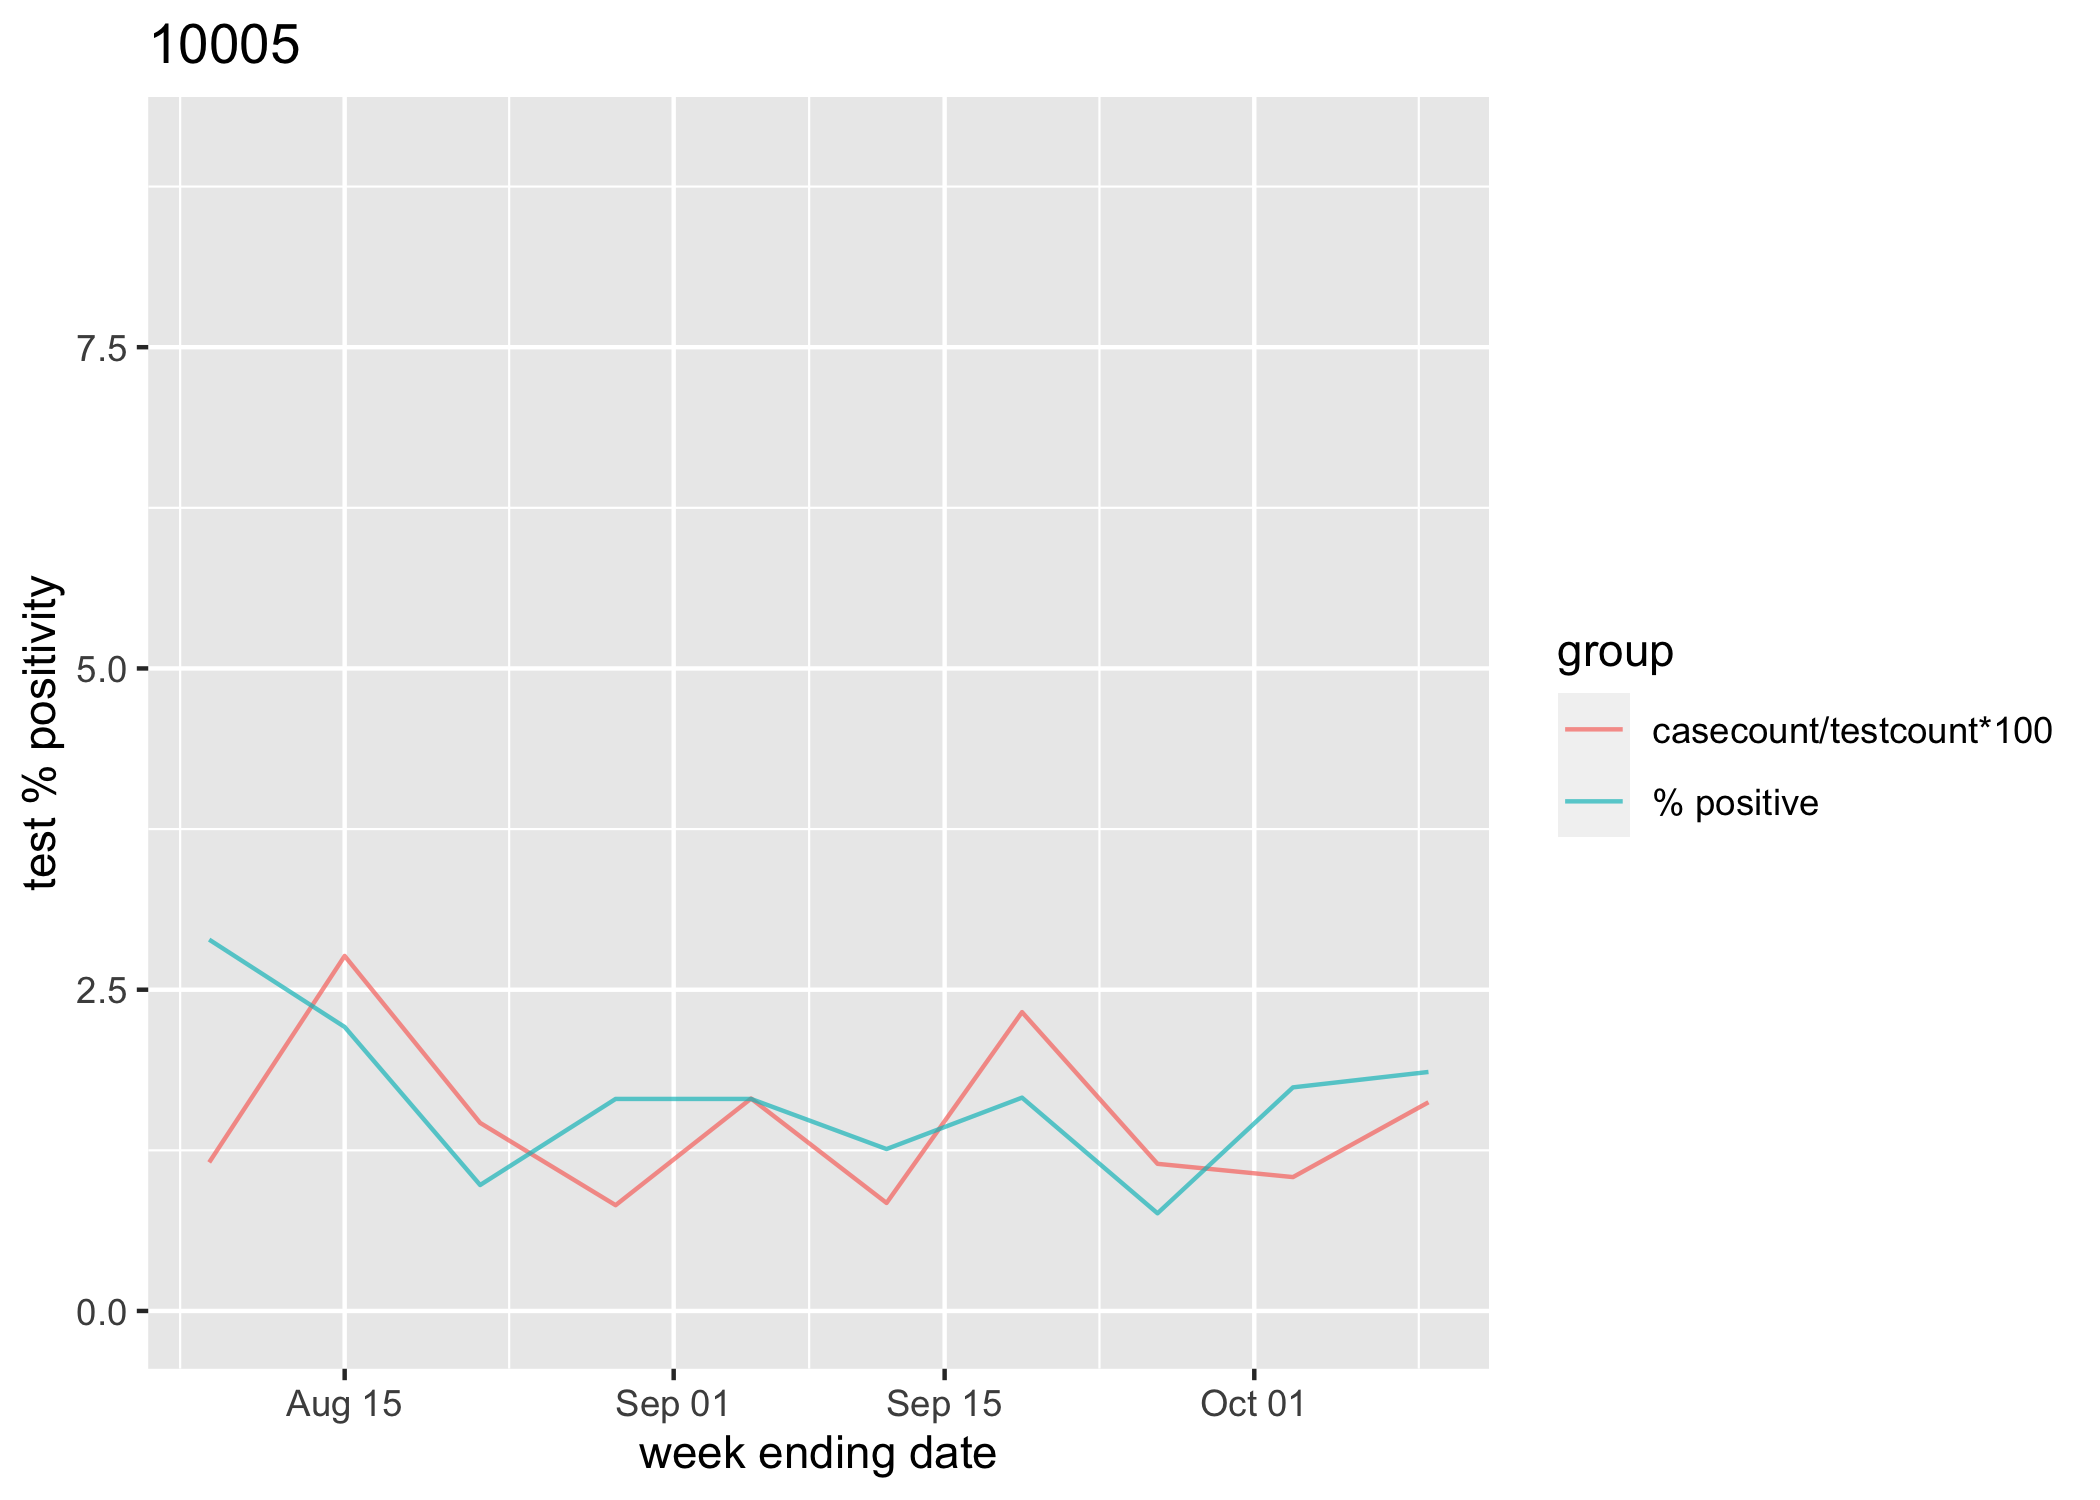 10005
test % positivity
7.5
5.0
2.5
0.0
Aug 15 Sep 01 Sep 15 Oct 01
week ending date
group
casecount/testcount*100
% positive